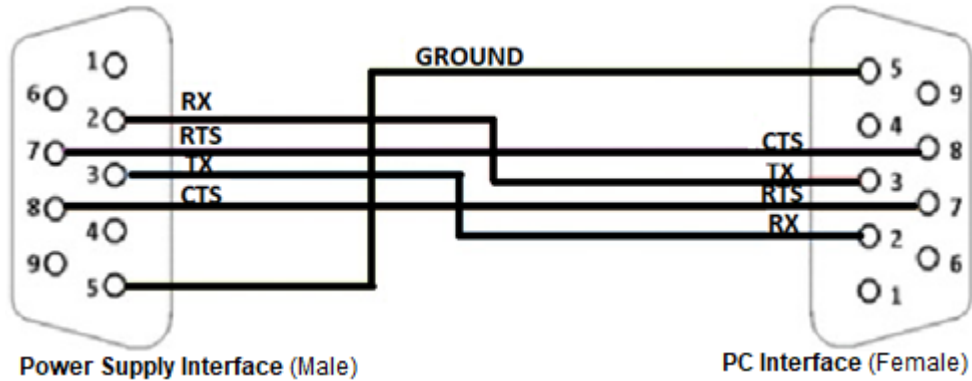 GROUND
1
6
RX
2
RTS
7
TX
3
CTS
8
4
9
5
5
9
4
CTS
8
TX
3
RTS
7
RX
2
6
1
Power Supply Interface (Male)
PC Interface (Female)